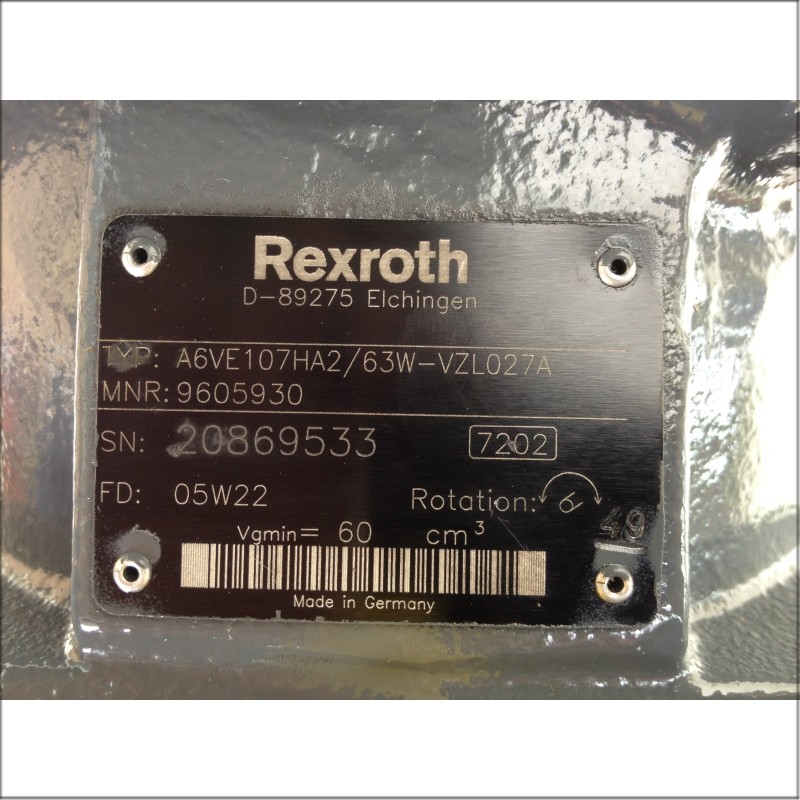 Rexroth
D-89275 Elchingen
TYP: A6VE107HA2/63W-VZL027A
MNR: 9605930
SN: 20869533 7202
FD: 05W22 Rotation:
49
Vgmin = 60 cm³
Made in Germany